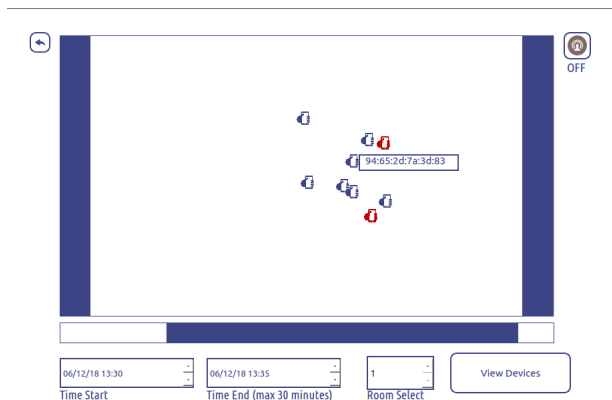 OFF
94:65:2d:7a:3d:83
06/12/18 13:30
06/12/18 13:35
1
View Devices
Time Start
Time End (max 30 minutes)
Room Select